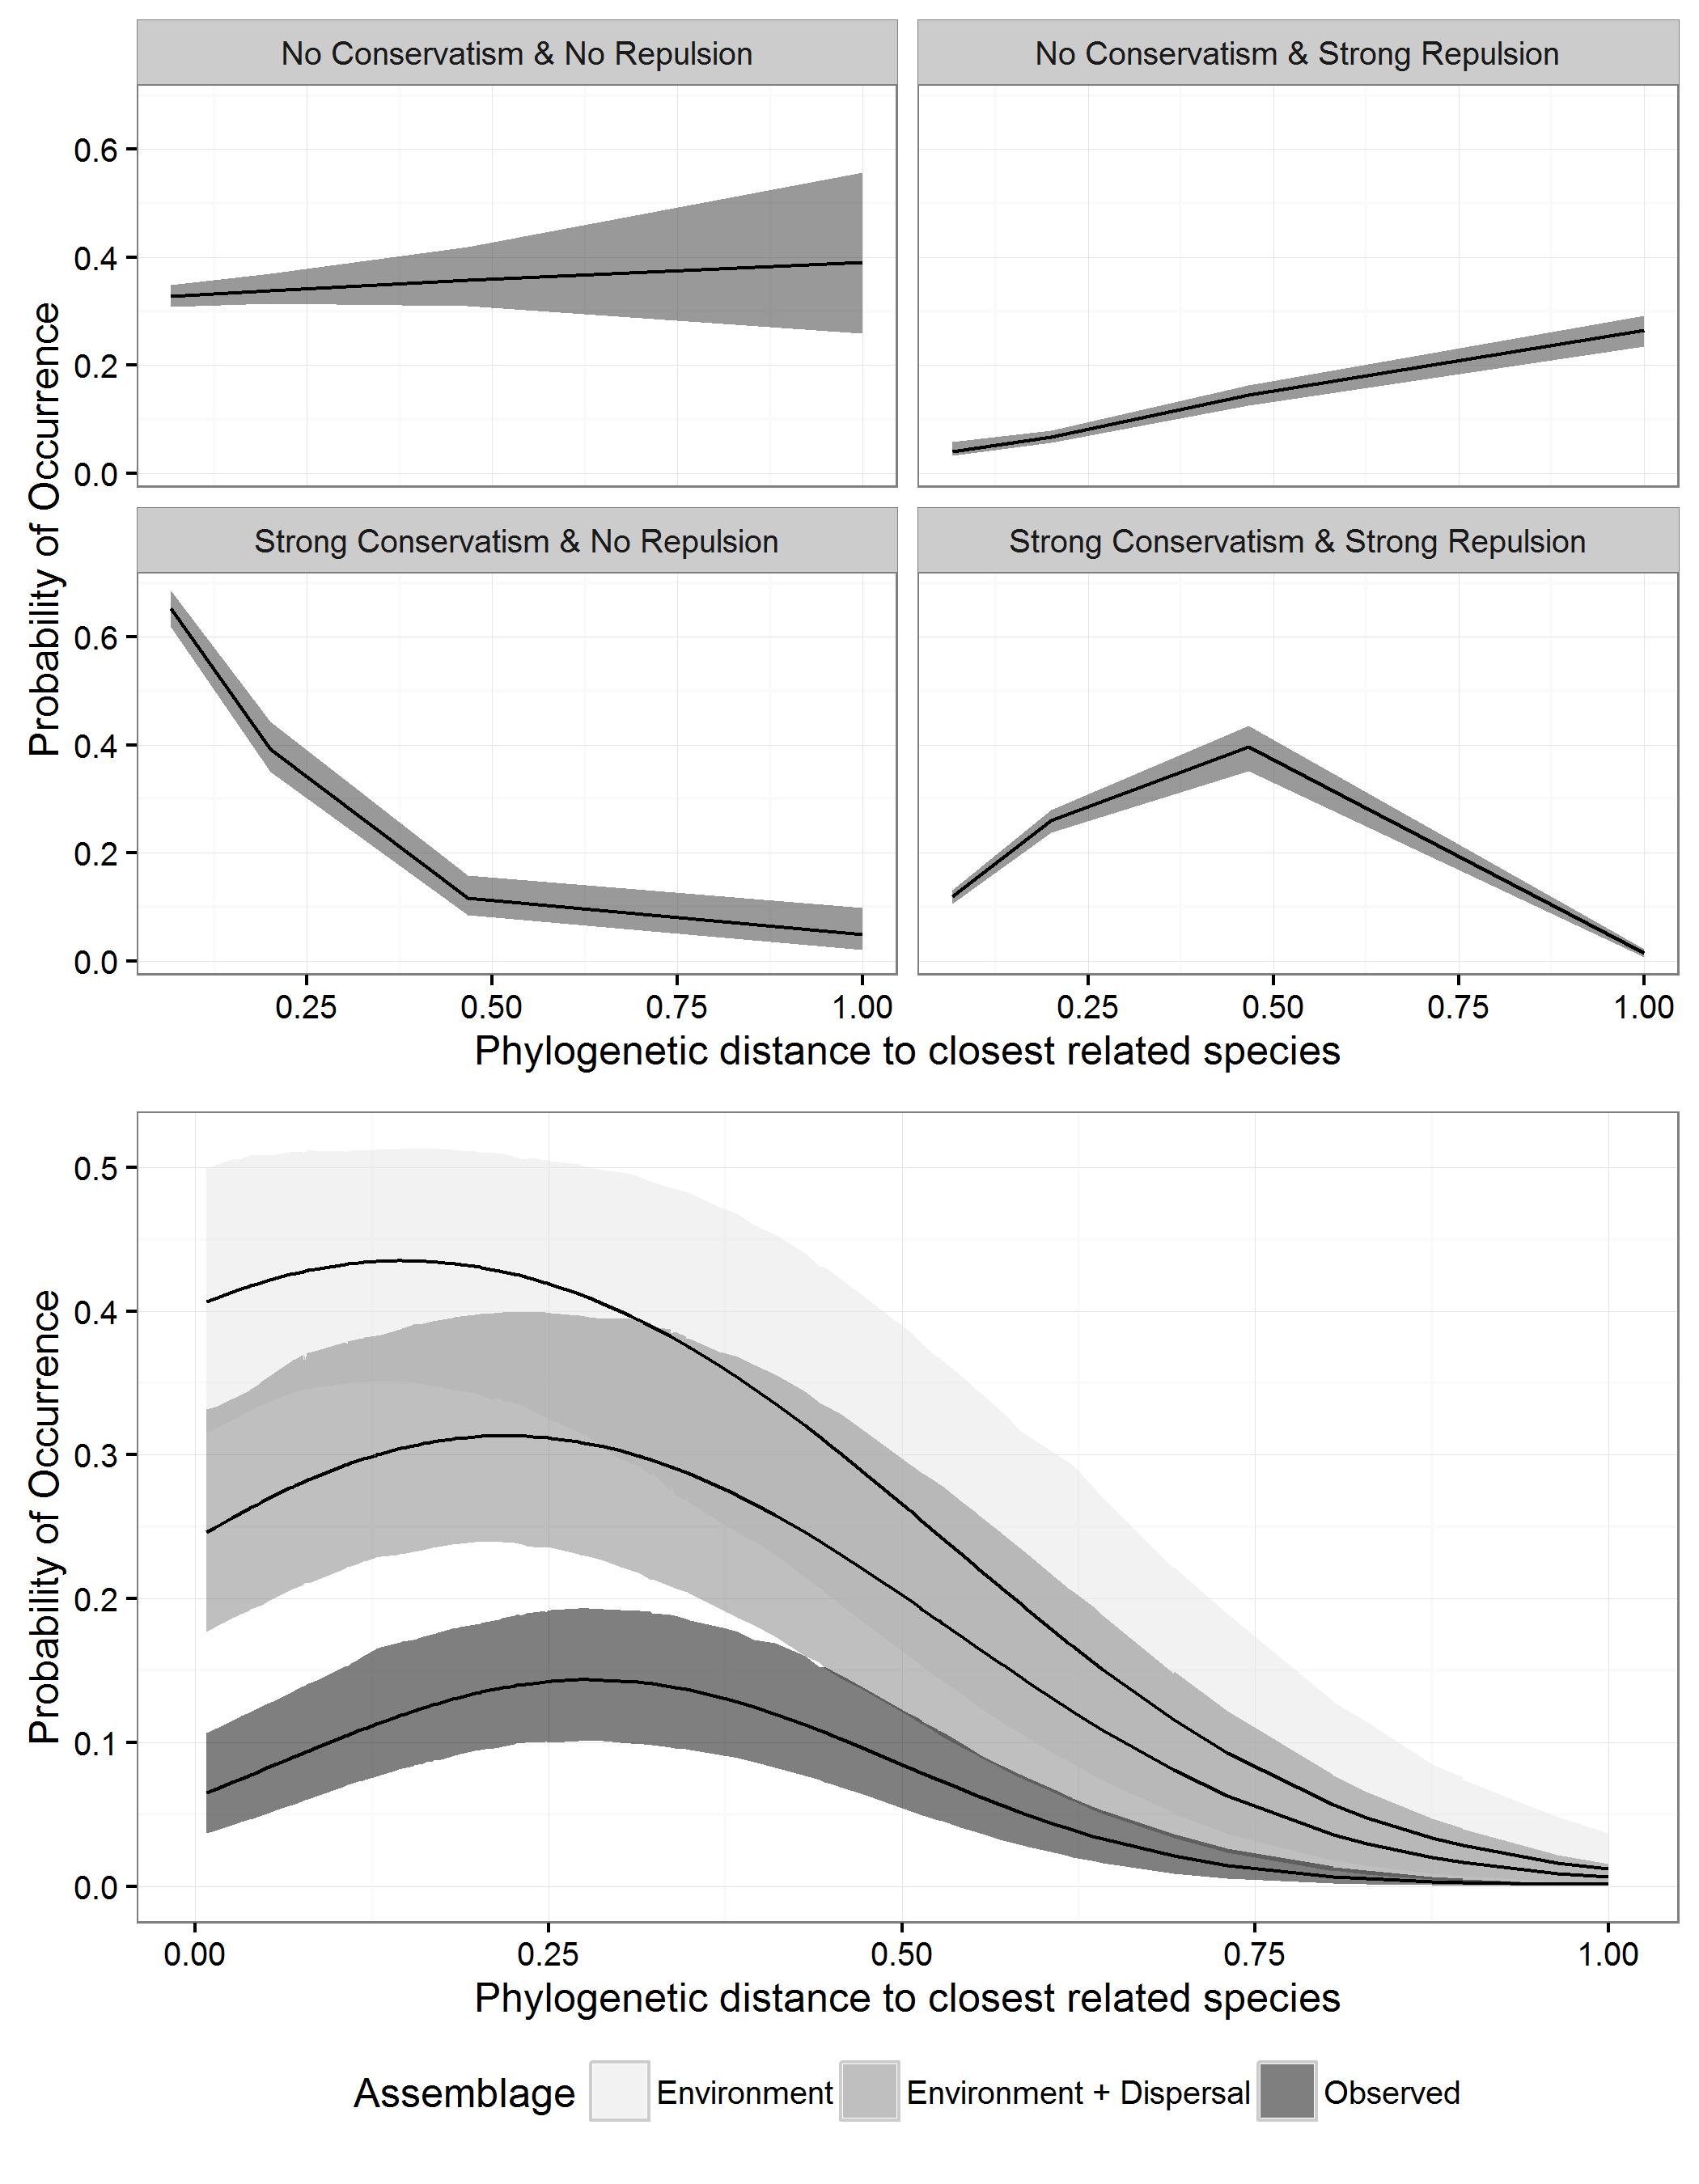 No Conservatism & No Repulsion
No Conservatism & Strong Repulsion
0.6
0.4
0.2
0.0
Strong Conservatism & No Repulsion
Strong Conservatism & Strong Repulsion
0.6
0.4
0.2
0.0
Probability of Occurrence
0.25 0.50 0.75 1.00
0.25 0.50 0.75 1.00
Phylogenetic distance to closest related species
0.5
0.4
0.3
0.2
0.1
0.0
Probability of Occurrence
0.00 0.25 0.50 0.75 1.00
Phylogenetic distance to closest related species
Assemblage Environment Environment + Dispersal Observed